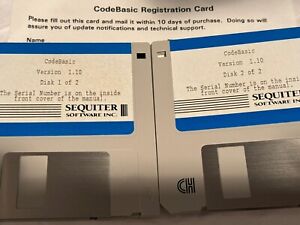 CodeBasic Registration Card
Please fill out this card and mail it within 10 days of purchase. Doing so will
assure you of update notifications and technical support.
Name
CodeBasic
Version 1.10
Disk 1 of 2
The Serial Number is on the inside
front cover of the manual.
SEQUITER
SOFTWARE INC.
CodeBasic
Version 1.10
Disk 2 of 2
The Serial Number is on the inside
front cover of the manual.
SEQUITER
SOFTWARE INC.